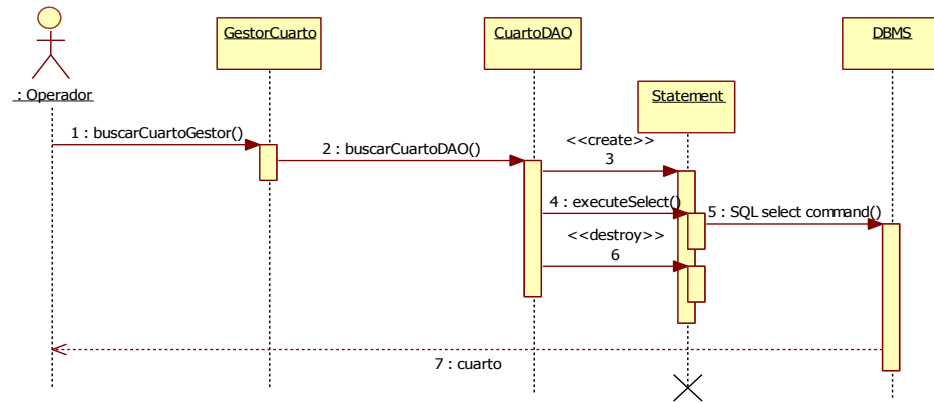 GestorCuarto
CuartoDAO
DBMS
Statement
: Operador
1 : buscarCuartoGestor()
2 : buscarCuartoDAO()
<<create>>
3
4 : executeSelect()
5 : SQL select command()
<<destroy>>
6
7 : cuarto